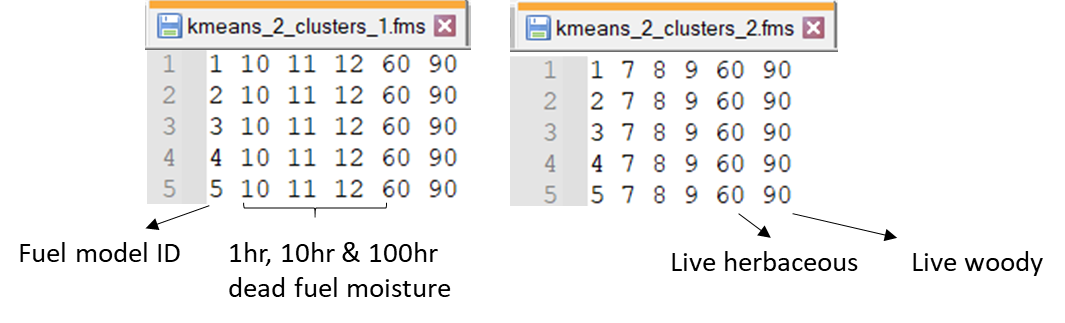 kmeans_2_clusters_1.fms
1 1 10 11 12 60 90
2 2 10 11 12 60 90
3 3 10 11 12 60 90
4 4 10 11 12 60 90
5 5 10 11 12 60 90
Fuel model ID
1hr, 10hr & 100hr
dead fuel moisture
kmeans_2_clusters_2.fms
1 1 7 8 9 60 90
2 2 7 8 9 60 90
3 3 7 8 9 60 90
4 4 7 8 9 60 90
5 5 7 8 9 60 90
Live herbaceous
Live woody